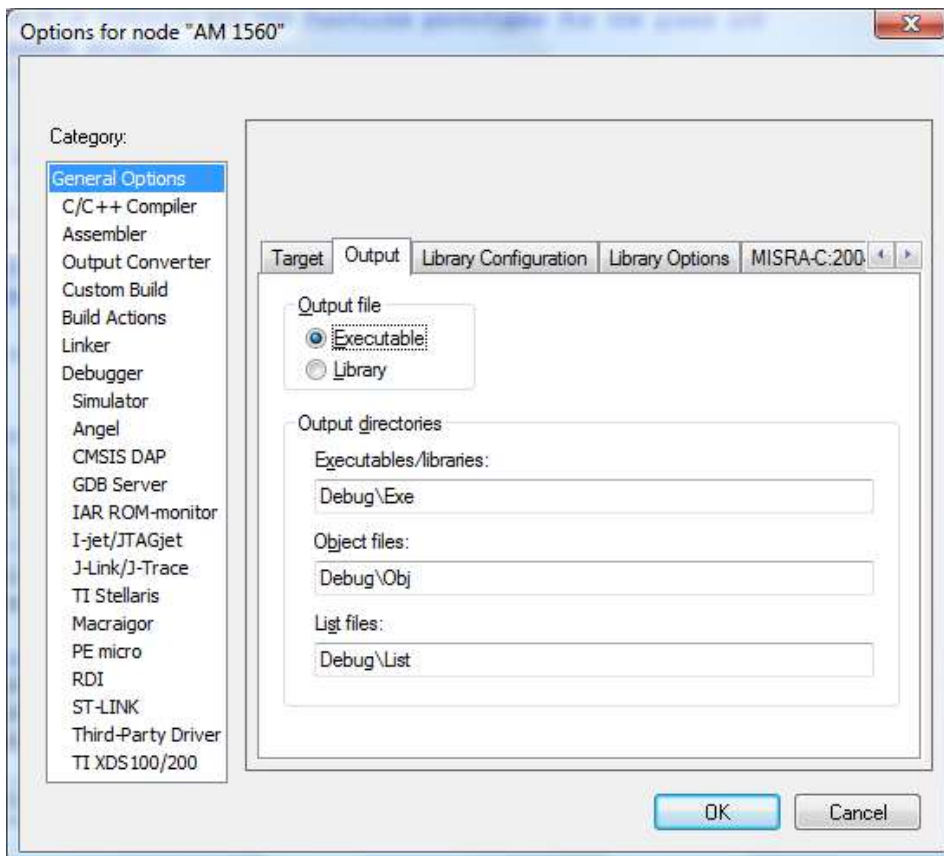 Options for node "AM 1560"
Category:
General Options
C/C++ Compiler
Assembler
Output Converter
Custom Build
Build Actions
Linker
Debugger
Simulator
Angel
CMSIS DAP
GDB Server
IAR ROM-monitor
I-jet/JTAGjet
J-Link/J-Trace
TI Stellaris
Macraigor
PE micro
RDI
ST-LINK
Third-Party Driver
TI XDS100/200
Target Output Library Configuration Library Options MISRA-C:200
Output file
Executable
Library
Output directories
Executables/libraries:
Debug\Exe
Object files:
Debug\Obj
List files:
Debug\List
OK Cancel